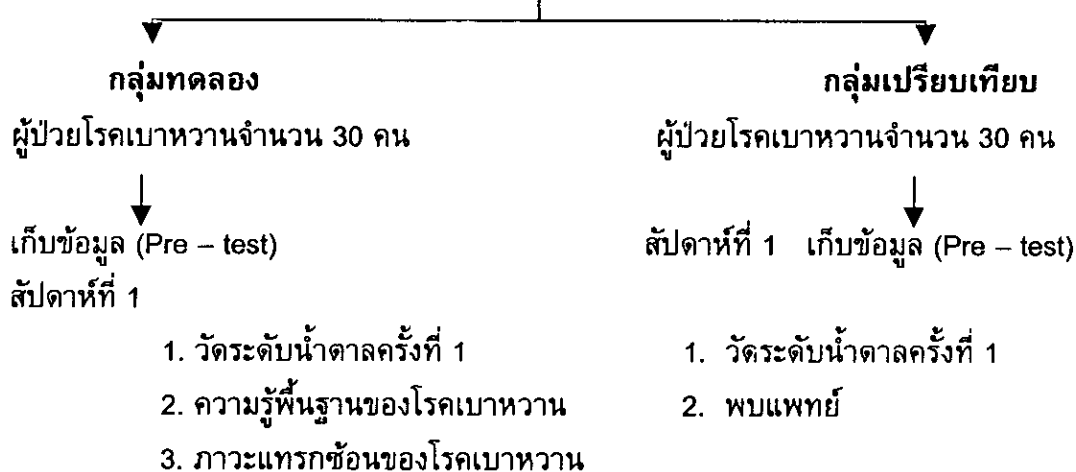 กลุ่มทดลอง
ผู้ป่วยโรคเบาหวานจำนวน 30 คน
เก็บข้อมูล (Pre – test)
สัปดาห์ที่ 1
1. วัดระดับน้ำตาลครั้งที่ 1
2. ความรู้พื้นฐานของโรคเบาหวาน
3. ภาวะแทรกซ้อนของโรคเบาหวาน
กลุ่มเปรียบเทียบ
ผู้ป่วยโรคเบาหวานจำนวน 30 คน
สัปดาห์ที่ 1 เก็บข้อมูล (Pre – test)
1. วัดระดับน้ำตาลครั้งที่ 1
2. พบแพทย์